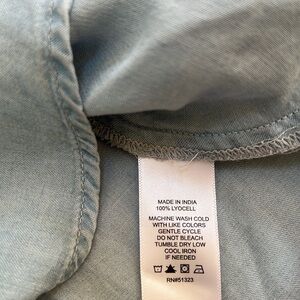 MADE IN INDIA
100% LYOCELL
MACHINE WASH COLD
WITH LIKE COLORS
GENTLE CYCLE
DO NOT BLEACH
TUMBLE DRY LOW
COOL IRON
IF NEEDED
RN#51323